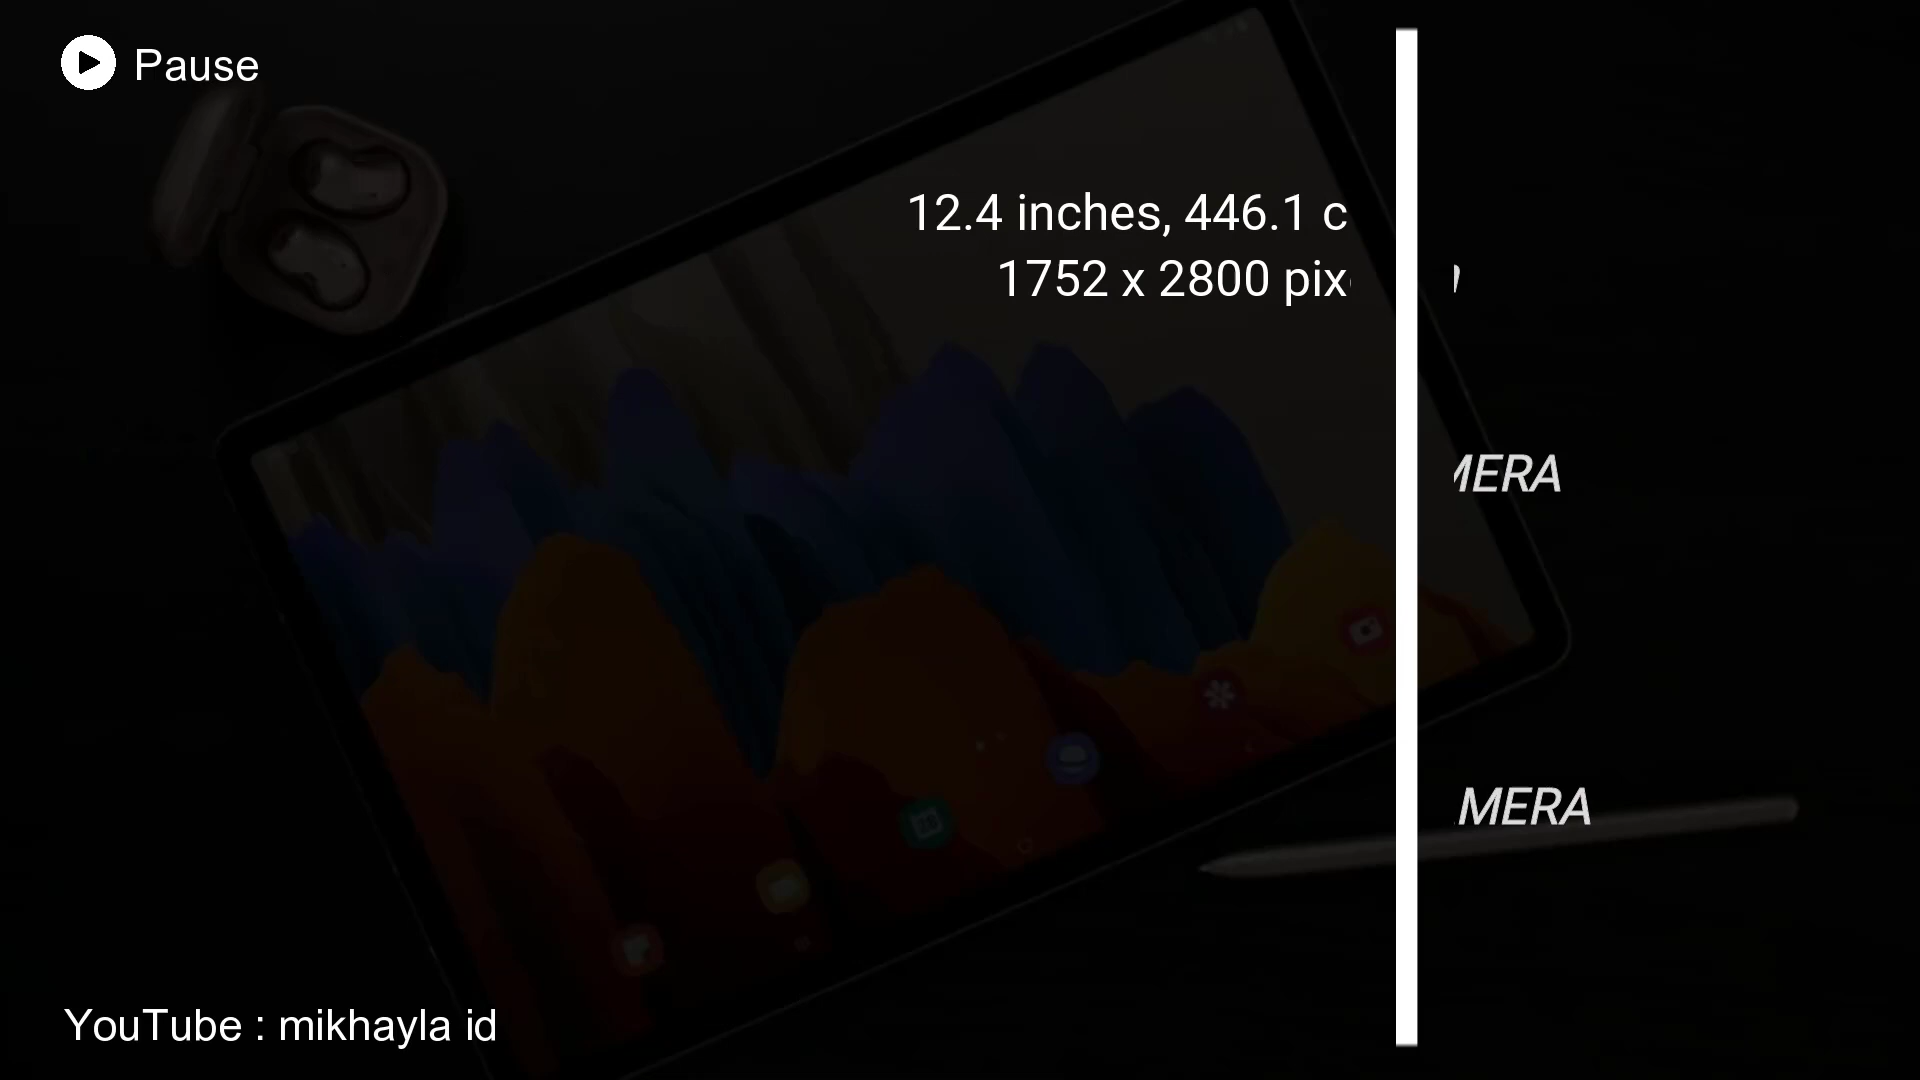 Pause
12.4 inches, 446.1 c
1752 x 2800 pix
MERA
MERA
YouTube : mikhayla id